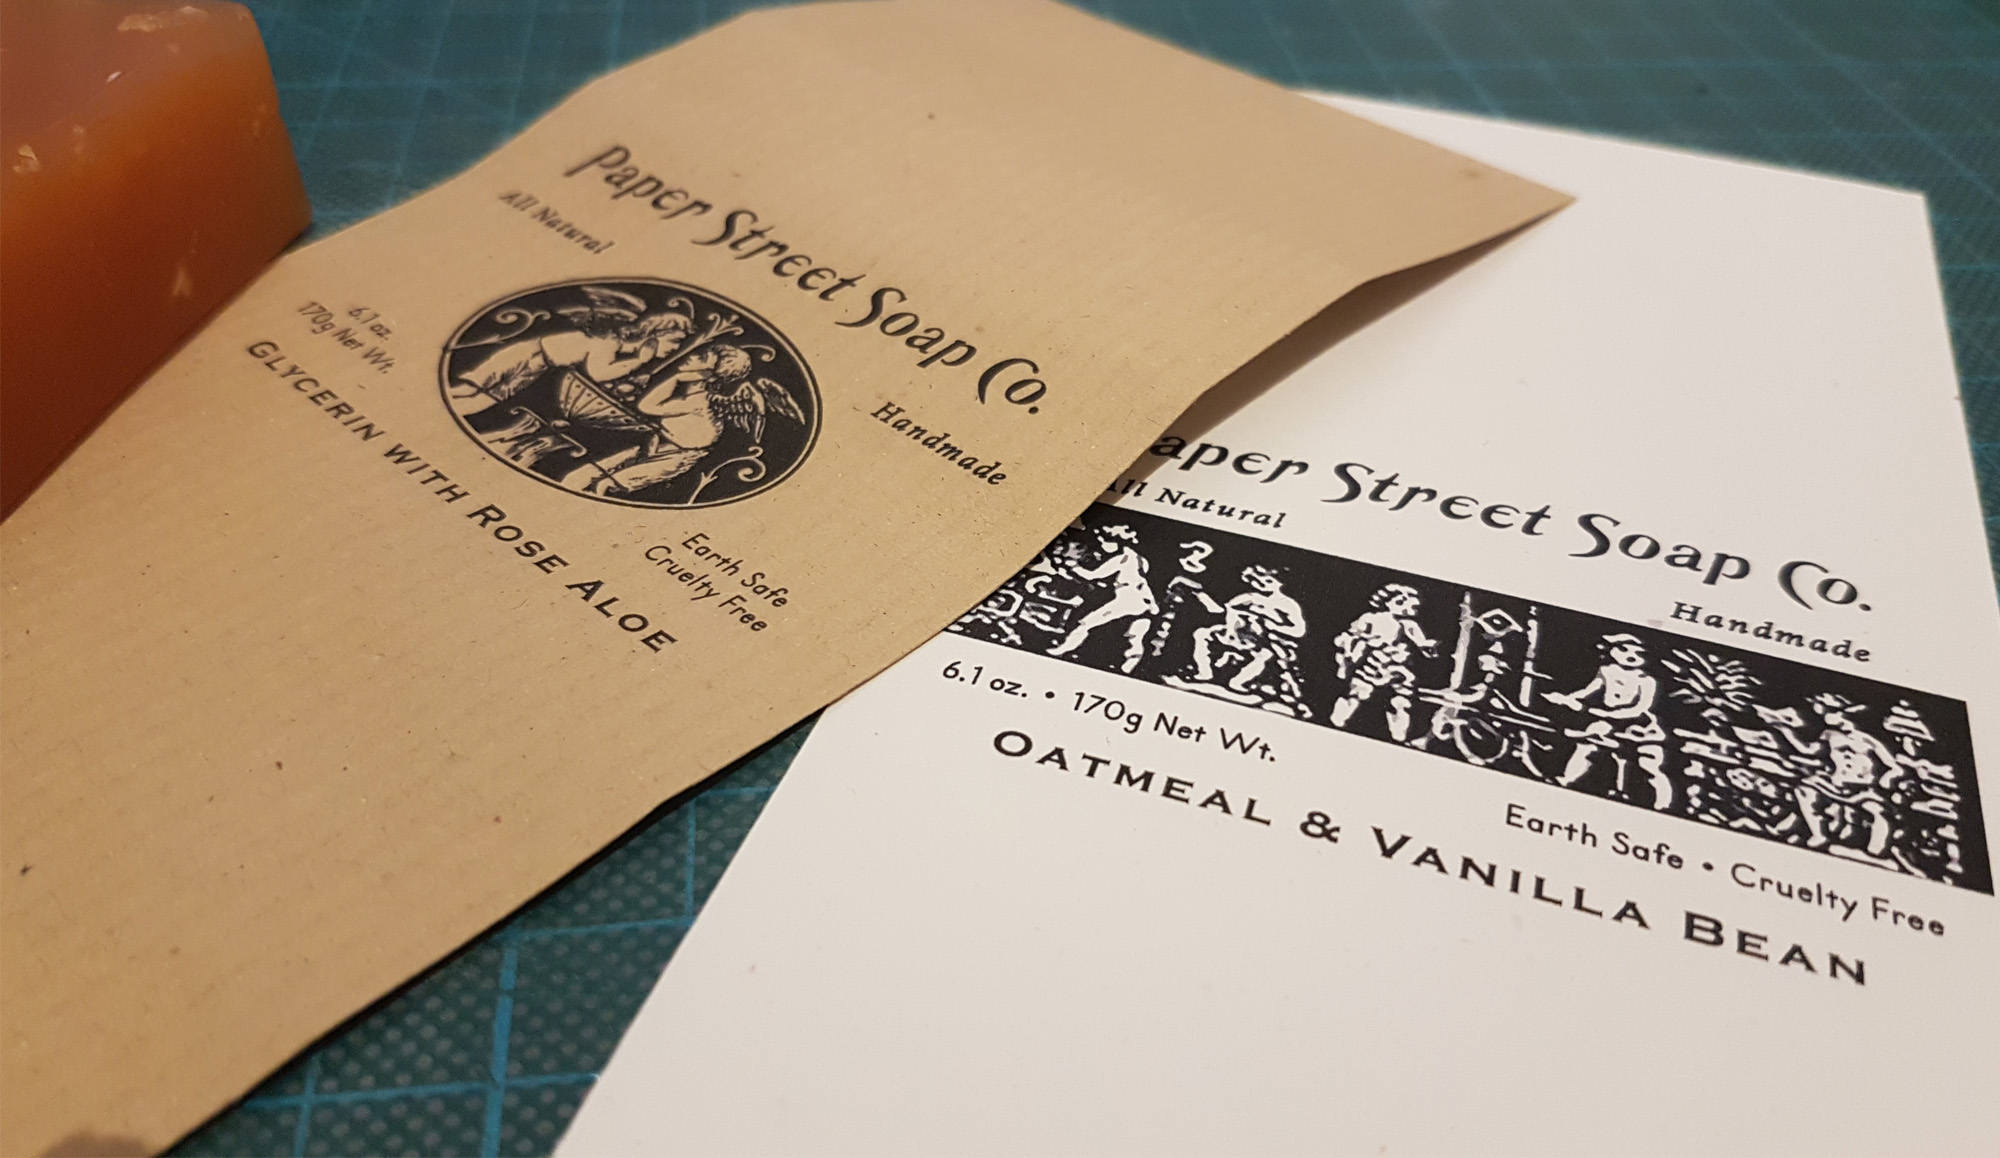 Paper Street Soap Co.
All Natural
Handmade
6.1 oz.
170g Net Wt.
Earth Safe
Cruelty Free
GLYCERIN WITH ROSE ALOE
aper Street Soap Co.
All Natural
Handmade
6.1 oz. • 170g Net Wt.
Earth Safe • Cruelty Free
OATMEAL & VANILLA BEAN